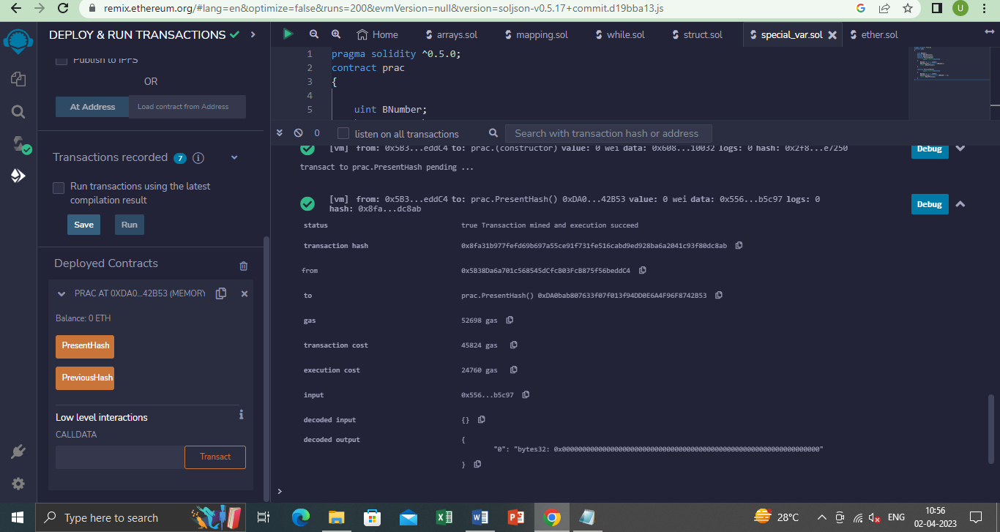 remix.ethereum.org/#lang=en&optimize=false&runs=200&evmVersion=null&version=soljson-v0.5.17+commit.d19bba13.js
U
DEPLOY & RUN TRANSACTIONS
Publish to IPFS
OR
At Address
Load contract from Address
Transactions recorded 7 i
Run transactions using the latest
compilation result
Save
Run
Deployed Contracts
PRAC AT 0XDA0...42B53 (MEMORY
Balance: 0 ETH
PresentHash
PreviousHash
Low level interactions
i
CALLDATA
Transact
Home
arrays.sol
mapping.sol
while.sol
struct.sol
special_var.sol
ether.sol
1 pragma solidity ^0.5.0;
2 contract prac
3 {
4
5 uint BNumber;
0
listen on all transactions
Search with transaction hash or address
[vm] from: 0x5B3...eddC4 to: prac.(constructor) value: 0 wei data: 0x608...10032 logs: 0 hash: 0x2f8...e7250
Debug
transact to prac.PresentHash pending ...
[vm] from: 0x5B3...eddC4 to: prac.PresentHash() 0xDA0...42B53 value: 0 wei data: 0x556...b5c97 logs: 0
hash: 0x8fa...dc8ab
Debug
status true Transaction mined and execution succeed
transaction hash 0x8fa31b977fefd69b697a55ce91f731fe516cabd9ed928ba6a2041c93f80dc8ab
from 0x5B38Da6a701c568545dCfcB03FcB875f56beddC4
to prac.PresentHash() 0xDA0bab807633f07f013f94DD0E6A4F96F8742B53
gas 52698 gas
transaction cost 45824 gas
execution cost 24760 gas
input 0x556...b5c97
decoded input {}
decoded output {
"0": "bytes32: 0x0000000000000000000000000000000000000000000000000000000000000000"
}
>
Type here to search
28°C
ENG
10:56
02-04-2023